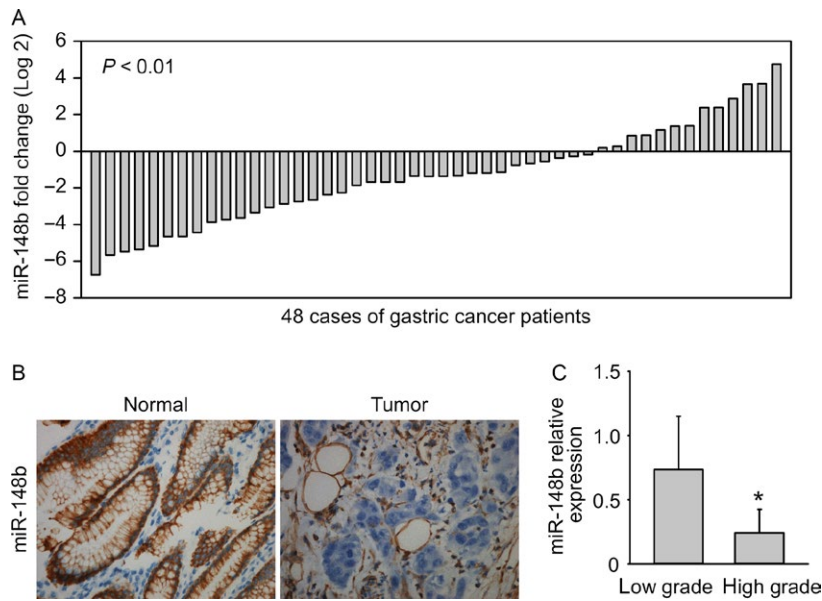 A
miR-148b fold change (Log 2)
6
4
2
0
−2
−4
−6
−8
P < 0.01
48 cases of gastric cancer patients
B
Normal
Tumor
miR-148b
C
miR-148b relative
expression
1.5
1.0
0.5
0
*
Low grade
High grade